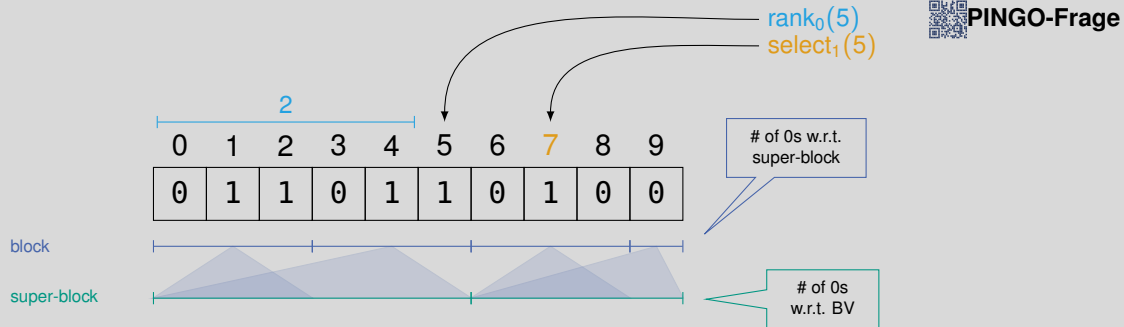 rank₀(5)
PINGO-Frage
select₁(5)
2
0 1 2 3 4 5 6 7 8 9
0 1 1 0 1 1 0 1 0 0
# of 0s w.r.t.
super-block
block
super-block
# of 0s
w.r.t. BV